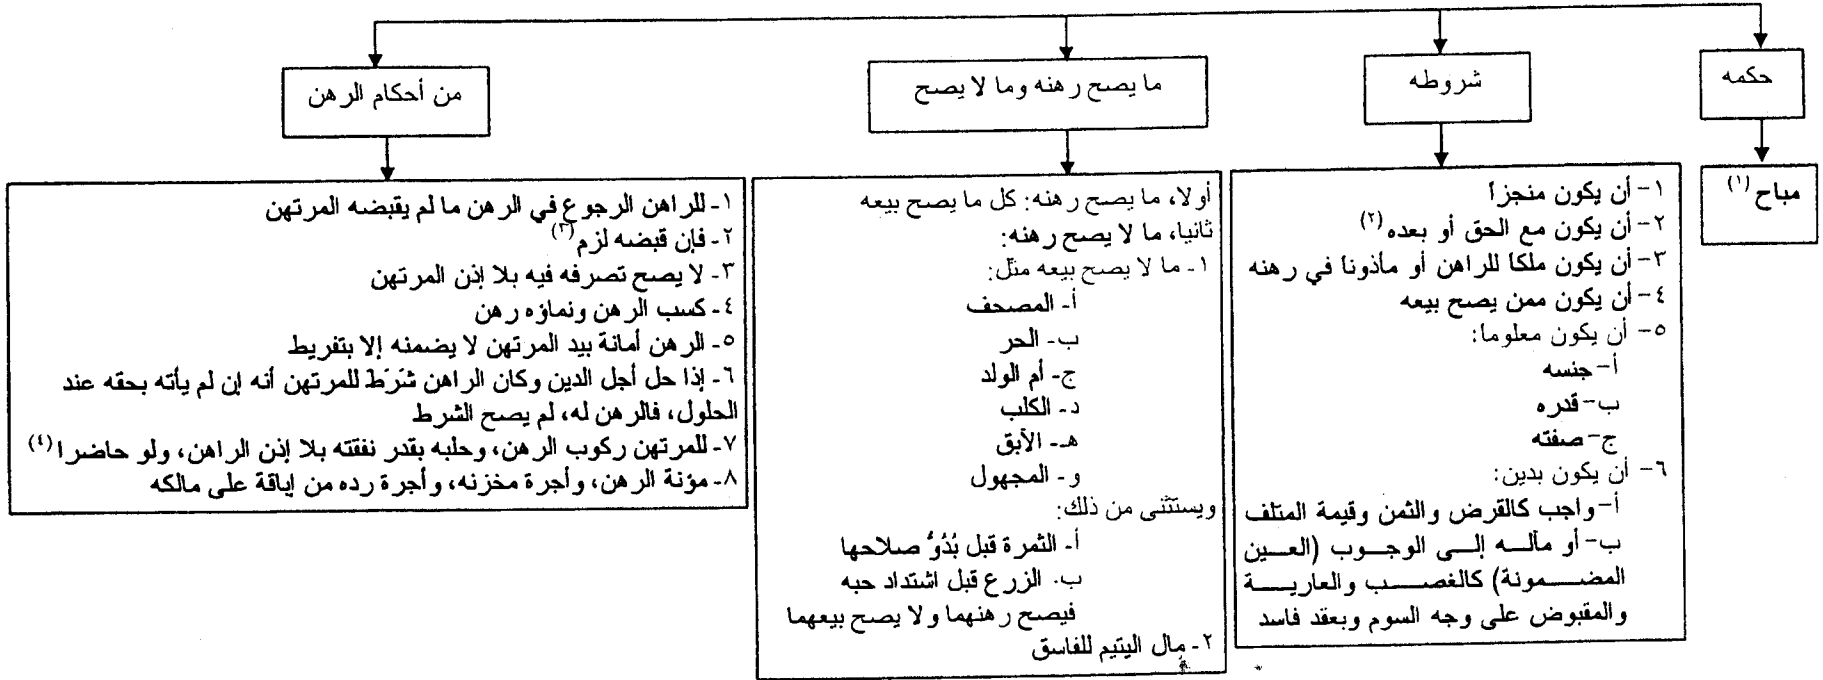 حكمه
مباح (١)
شروطه
١- أن يكون منجزا
٢- أن يكون مع الحق أو بعده (٢)
٣- أن يكون ملكا للراهن أو مأذونا في رهنه
٤- أن يكون ممن يصح بيعه
٥- أن يكون معلوما:
أ- جنسه
ب- قدره
ج- صفته
٦- أن يكون بدين:
أ- واجب كالقرض والثمن وقيمة المتلف
ب- أو مآلـه إلـى الوجـوب (العـين
المضـمونة) كالغصـب والعاريـة
والمقبوض على وجه السوم وبعقد فاسد
ما يصح رهنه وما لا يصح
أولا، ما يصح رهنه: كل ما يصح بيعه
ثانيا، ما لا يصح رهنه:
١- ما لا يصح بيعه مثل:
أ- المصحف
ب- الحر
ج- أم الولد
د- الكلب
هـ- الآبق
و- المجهول
ويستثنى من ذلك:
أ- الثمرة قبل بُدُوُّ صلاحها
ب- الزرع قبل اشتداد حبه
فيصح رهنهما ولا يصح بيعهما
٢- مال اليتيم للفاسق
من أحكام الرهن
١- للراهن الرجوع في الرهن ما لم يقبضه المرتهن
٢- فإن قبضه لزم (٣)
٣- لا يصح تصرفه فيه بلا إذن المرتهن
٤- كسب الرهن ونماؤه رهن
٥- الرهن أمانة بيد المرتهن لا يضمنه إلا بتفريط
٦- إذا حل أجل الدين وكان الراهن شَرَطَ للمرتهن أنه إن لم يأته بحقه عند
الحلول، فالرهن له، لم يصح الشرط
٧- للمرتهن ركوب الرهن، وحلبه بقدر نفقته بلا إذن الراهن، ولو حاضرا (٤)
٨- مؤنة الرهن، وأجرة مخزنه، وأجرة رده من إباقة على مالكه